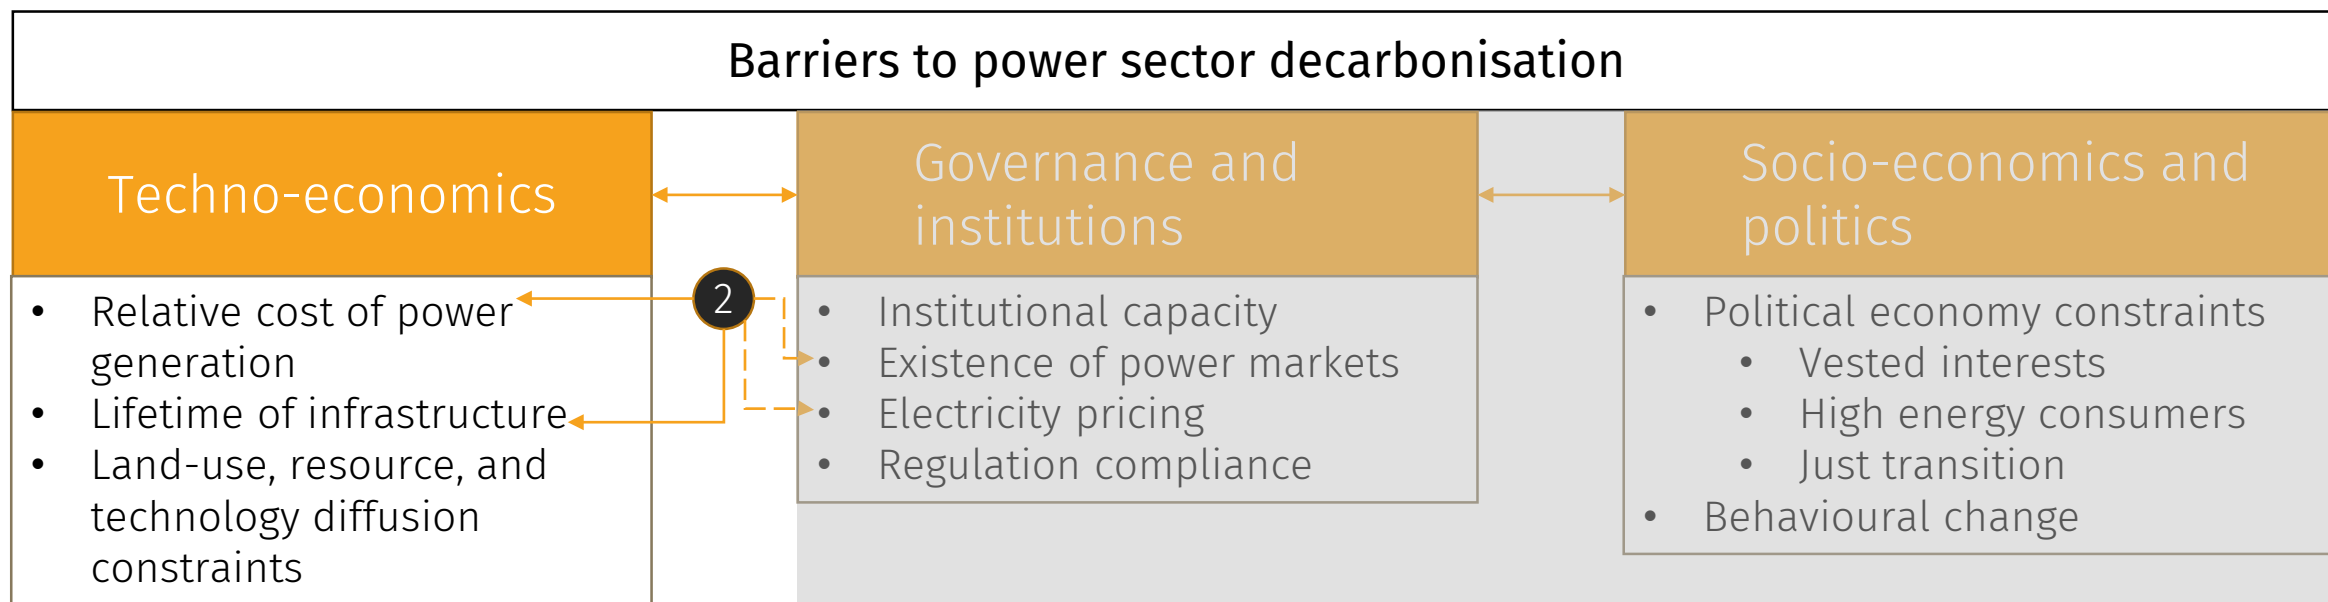 Barriers to power sector decarbonisation
Techno-economics
• Relative cost of power
generation
• Lifetime of infrastructure
• Land-use, resource, and
technology diffusion
constraints
2
Governance and
institutions
• Institutional capacity
• Existence of power markets
• Electricity pricing
• Regulation compliance
Socio-economics and
politics
• Political economy constraints
• Vested interests
• High energy consumers
• Just transition
• Behavioural change